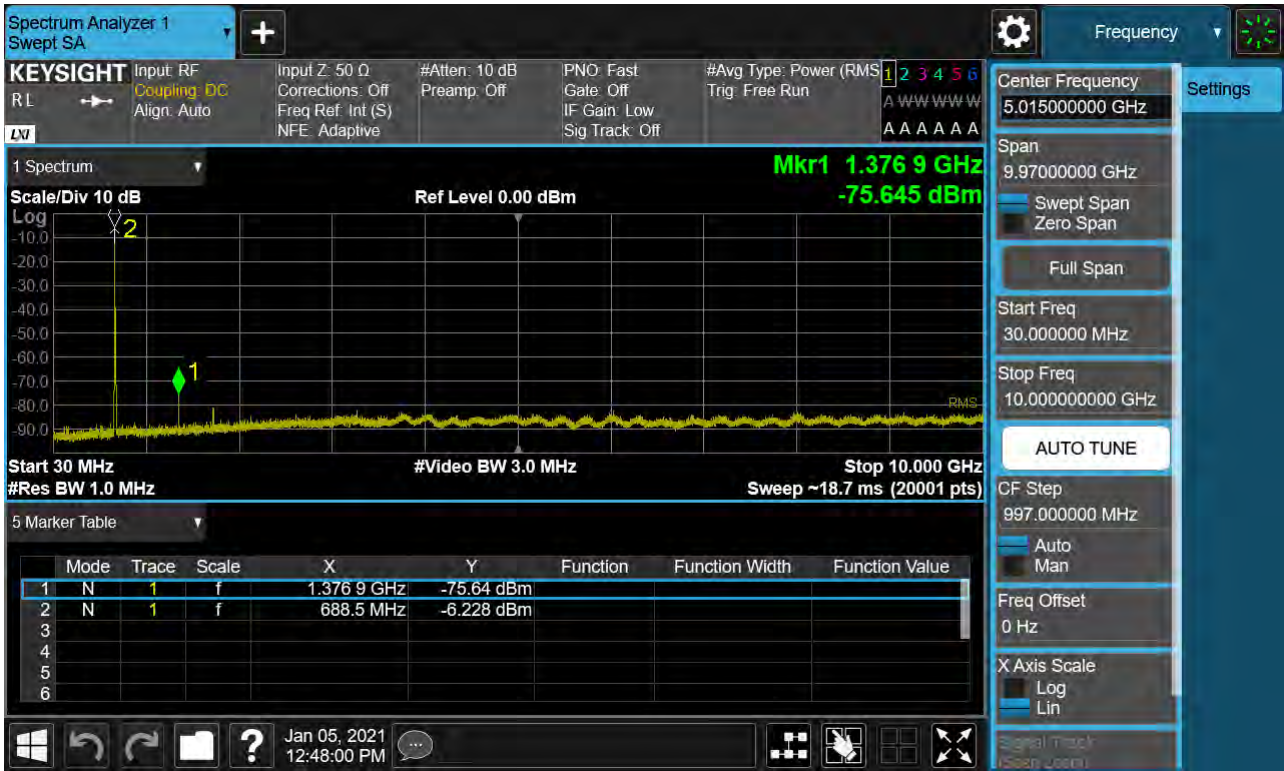 Spectrum Analyzer 1
Swept SA
+
Frequency
KEYSIGHT
RL
LXI
Input: RF
Coupling: DC
Align: Auto
Input Z: 50 Ω
Corrections: Off
Freq Ref: Int (S)
NFE: Adaptive
#Atten: 10 dB
Preamp: Off
PNO: Fast
Gate: Off
IF Gain: Low
Sig Track: Off
#Avg Type: Power (RMS
Trig: Free Run
1 2 3 4 5 6
A W W W W W
A A A A A A
1 Spectrum
Scale/Div 10 dB
Ref Level 0.00 dBm
Mkr1 1.376 9 GHz
-75.645 dBm
Log
-10.0
-20.0
-30.0
-40.0
-50.0
-60.0
-70.0
-80.0
-90.0
2
1
RMS
Start 30 MHz
#Video BW 3.0 MHz
Stop 10.000 GHz
#Res BW 1.0 MHz
Sweep ~18.7 ms (20001 pts)
5 Marker Table
Mode Trace Scale X Y Function Function Width Function Value
1 N 1 f 1.376 9 GHz -75.64 dBm
2 N 1 f 688.5 MHz -6.228 dBm
3
4
5
6
?
Jan 05, 2021
12:48:00 PM
Center Frequency
5.015000000 GHz
Settings
Span
9.97000000 GHz
Swept Span
Zero Span
Full Span
Start Freq
30.000000 MHz
Stop Freq
10.000000000 GHz
AUTO TUNE
CF Step
997.000000 MHz
Auto
Man
Freq Offset
0 Hz
X Axis Scale
Log
Lin
Signal Track
(Span Zoom)